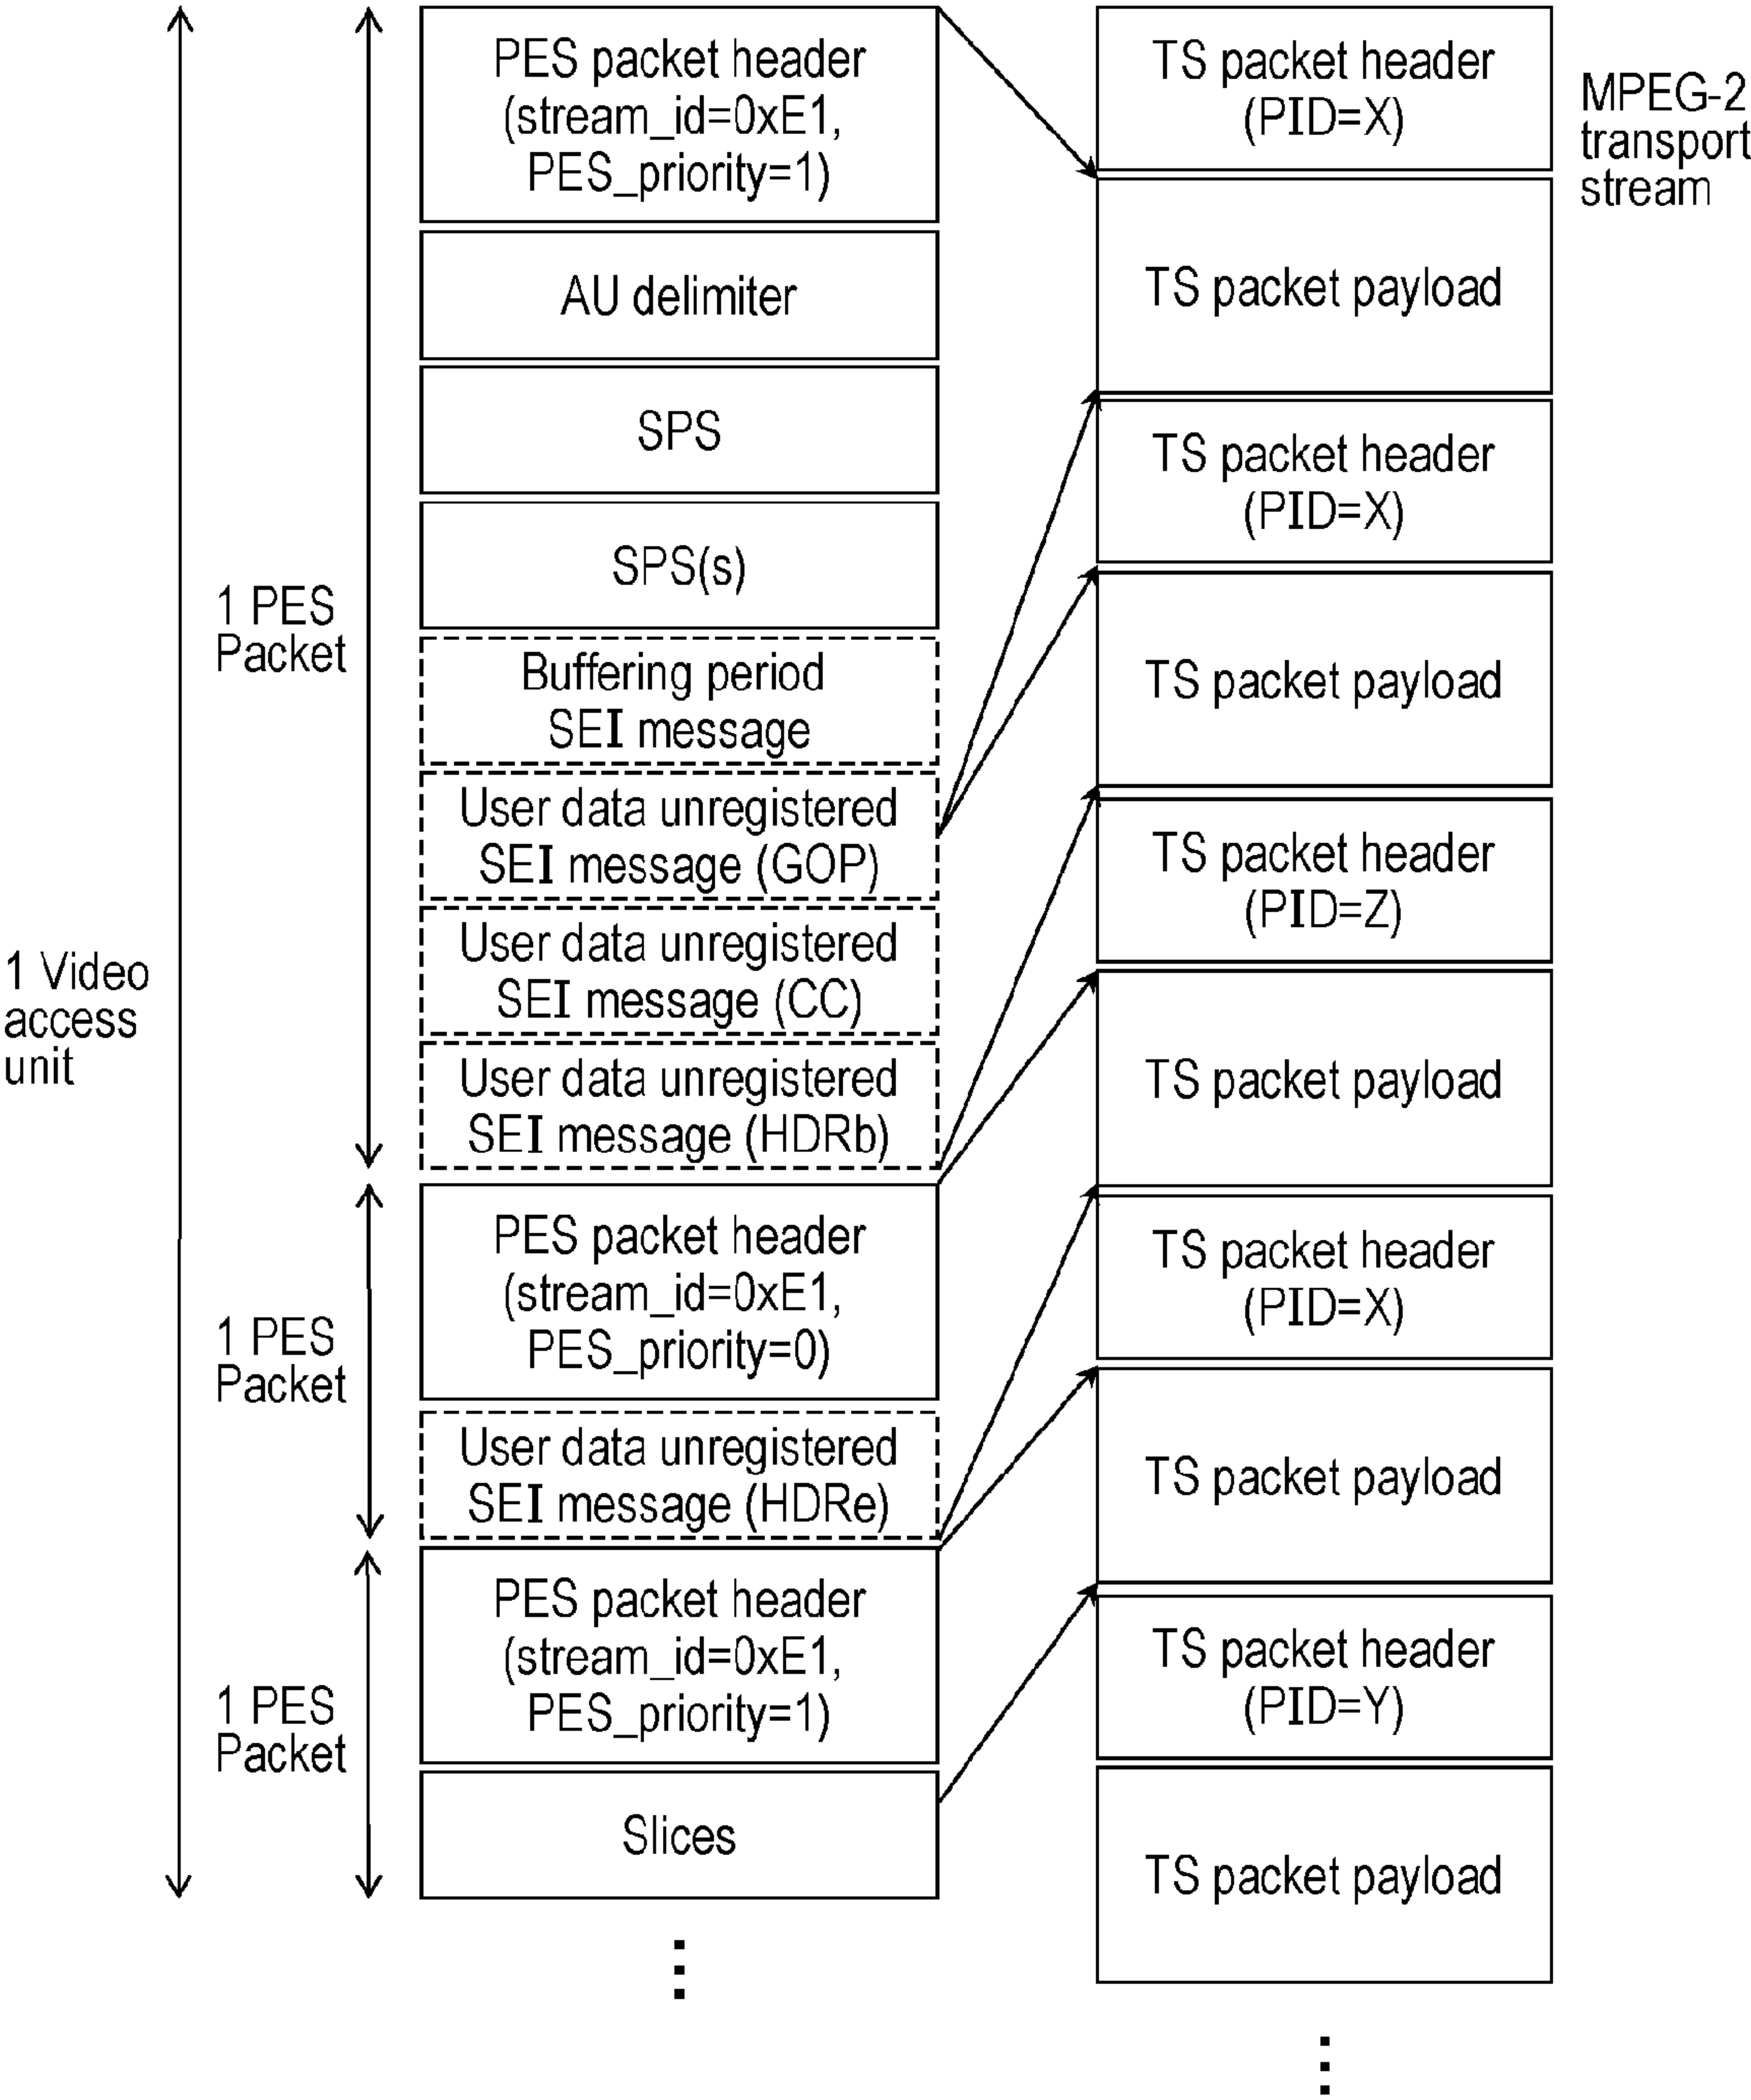 1 Video
access
unit
1 PES
Packet
1 PES
Packet
1 PES
Packet
PES packet header
(stream_id=0xE1,
PES_priority=1)
AU delimiter
SPS
SPS(s)
Buffering period
SEI message
User data unregistered
SEI message (GOP)
User data unregistered
SEI message (CC)
User data unregistered
SEI message (HDRb)
PES packet header
(stream_id=0xE1,
PES_priority=0)
User data unregistered
SEI message (HDRe)
PES packet header
(stream_id=0xE1,
PES_priority=1)
Slices
TS packet header
(PID=X)
TS packet payload
TS packet header
(PID=X)
TS packet payload
TS packet header
(PID=Z)
TS packet payload
TS packet header
(PID=X)
TS packet payload
TS packet header
(PID=Y)
TS packet payload
MPEG-2
transport
stream